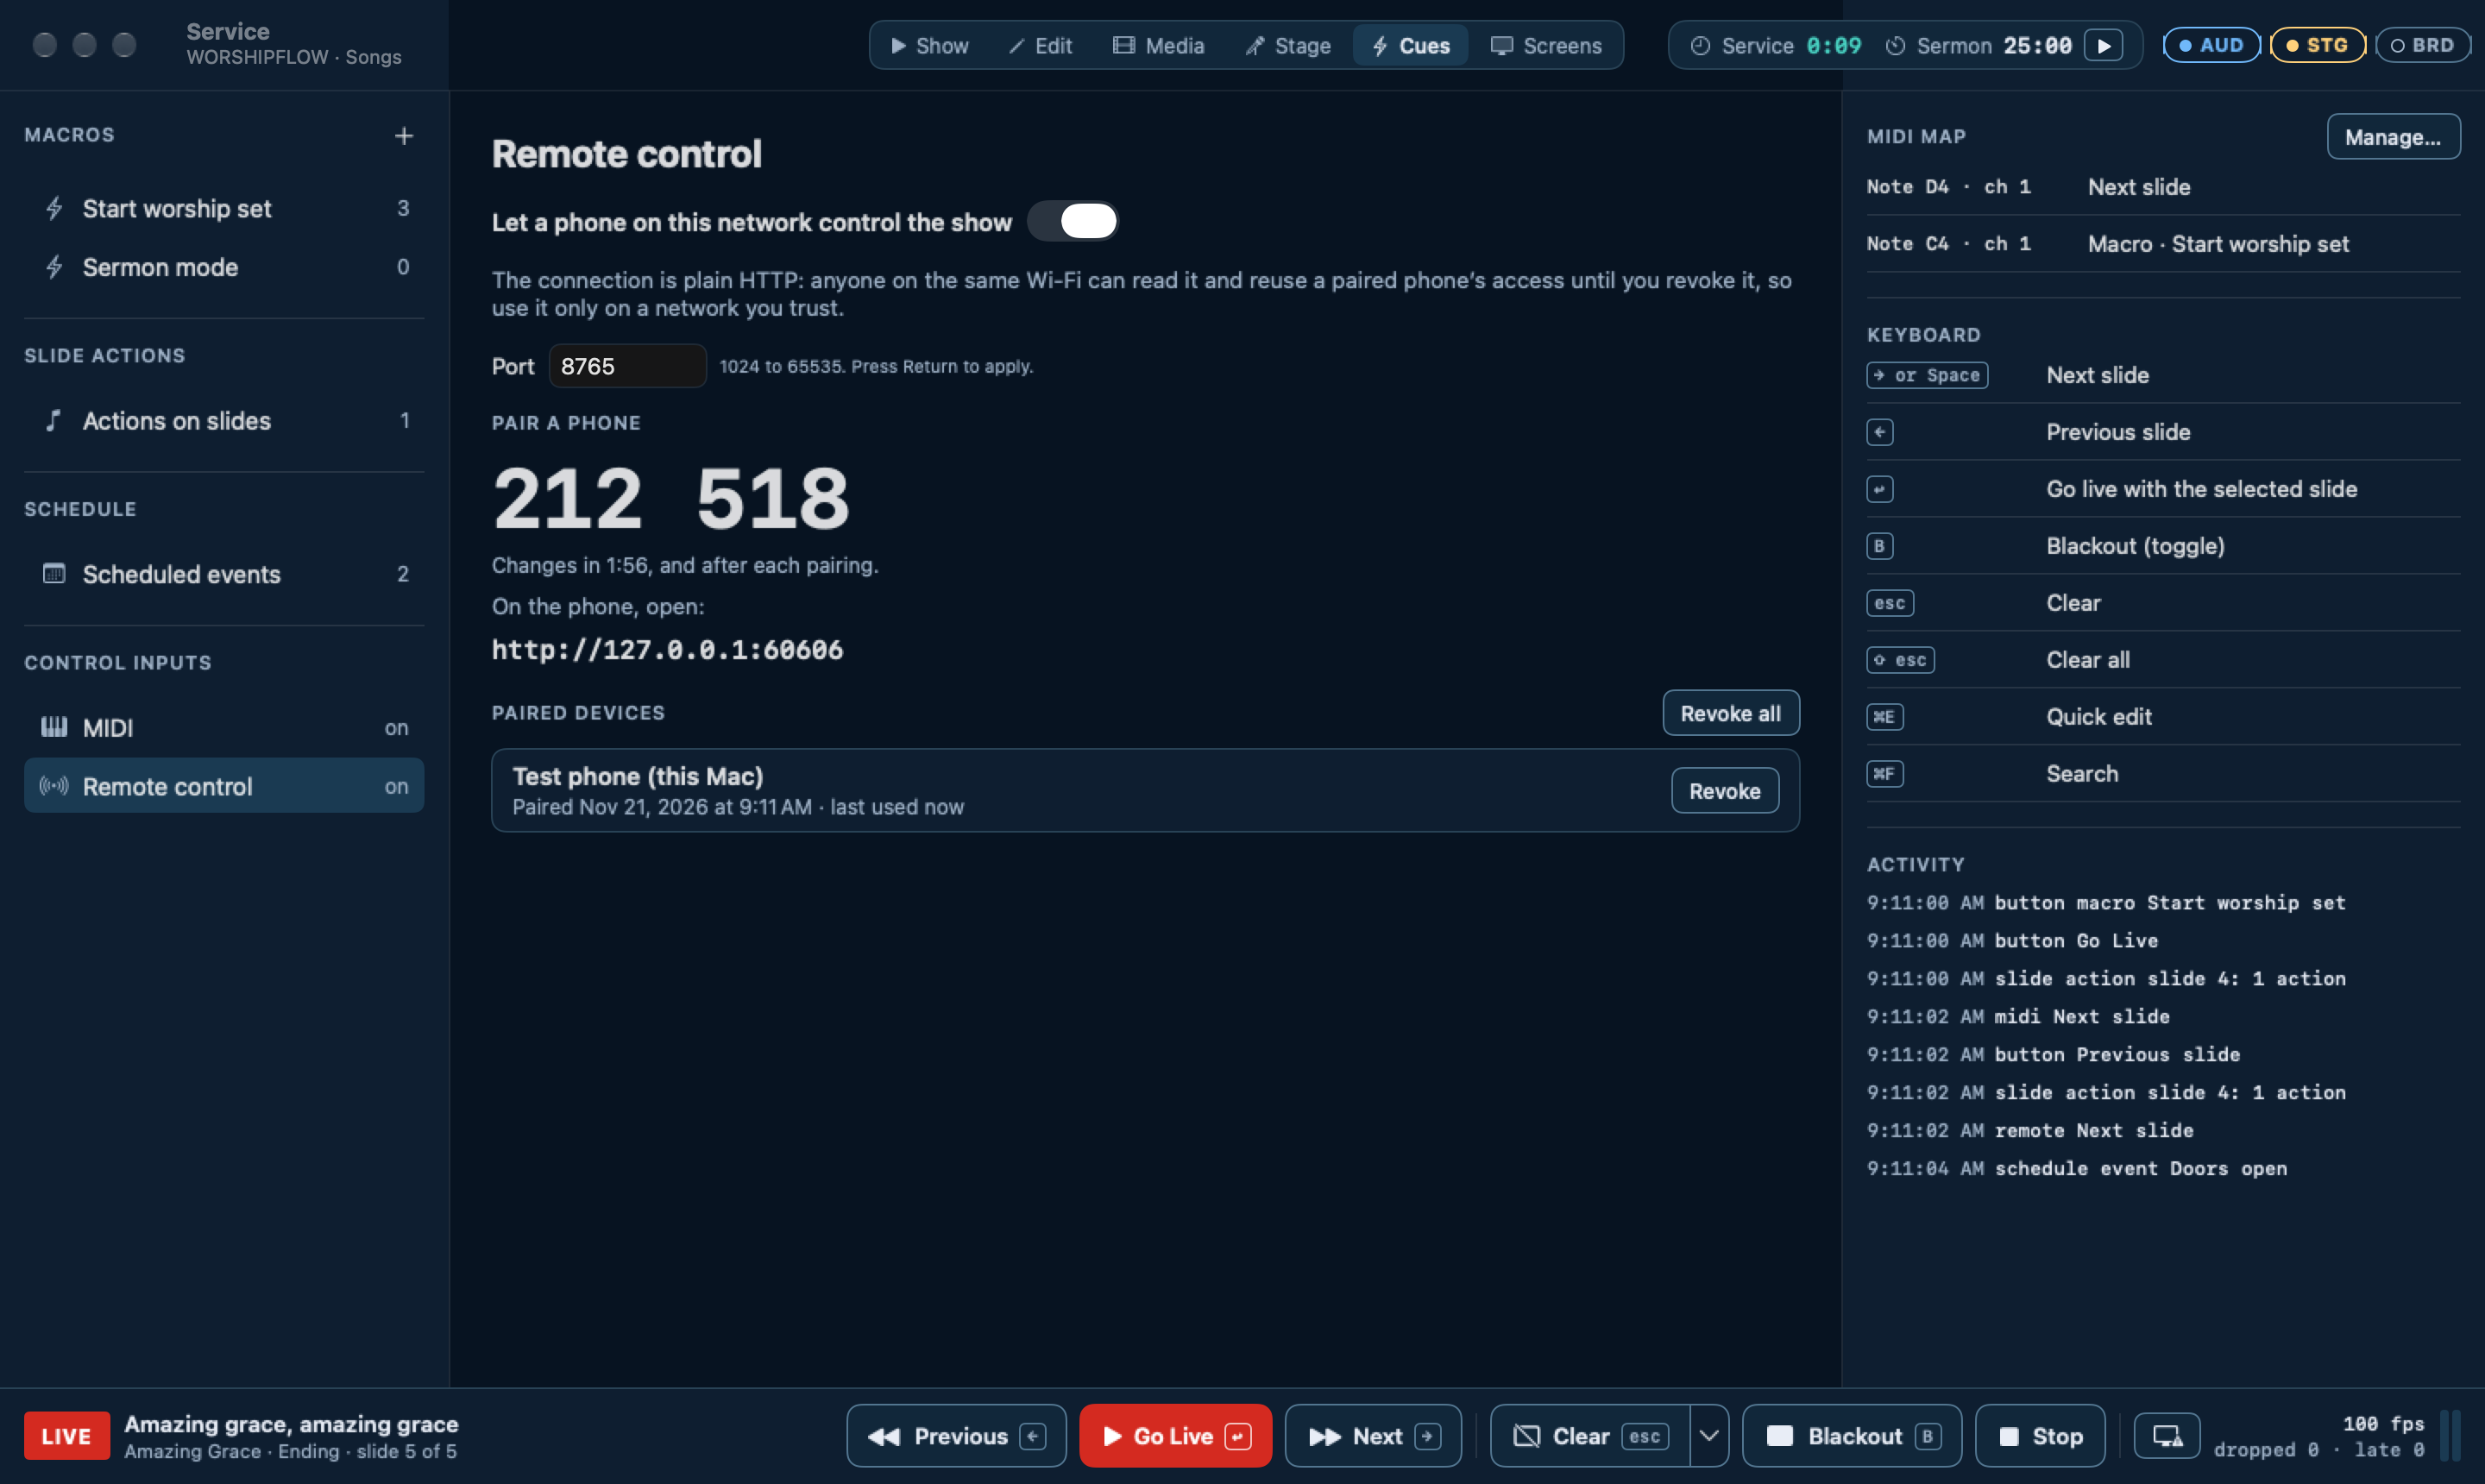 Service
WORSHIPFLOW · Songs
Show
Edit
Media
Stage
Cues
Screens
Service 0:09
Sermon 25:00
AUD
STG
BRD
MACROS
Start worship set 3
Sermon mode 0
SLIDE ACTIONS
Actions on slides 1
SCHEDULE
Scheduled events 2
CONTROL INPUTS
MIDI on
Remote control on
Remote control
Let a phone on this network control the show
The connection is plain HTTP: anyone on the same Wi-Fi can read it and reuse a paired phone's access until you revoke it, so
use it only on a network you trust.
Port 8765 1024 to 65535. Press Return to apply.
PAIR A PHONE
212 518
Changes in 1:56, and after each pairing.
On the phone, open:
http://127.0.0.1:60606
PAIRED DEVICES
Revoke all
Test phone (this Mac)
Paired Nov 21, 2026 at 9:11 AM · last used now
Revoke
MIDI MAP
Manage...
Note D4 · ch 1 Next slide
Note C4 · ch 1 Macro · Start worship set
KEYBOARD
→ or Space Next slide
← Previous slide
↩ Go live with the selected slide
B Blackout (toggle)
esc Clear
⇧ esc Clear all
⌘E Quick edit
⌘F Search
ACTIVITY
9:11:00 AM button macro Start worship set
9:11:00 AM button Go Live
9:11:00 AM slide action slide 4: 1 action
9:11:02 AM midi Next slide
9:11:02 AM button Previous slide
9:11:02 AM slide action slide 4: 1 action
9:11:02 AM remote Next slide
9:11:04 AM schedule event Doors open
LIVE
Amazing grace, amazing grace
Amazing Grace · Ending · slide 5 of 5
Previous ←
Go Live ↩
Next →
Clear esc
Blackout B
Stop
100 fps
dropped 0 · late 0